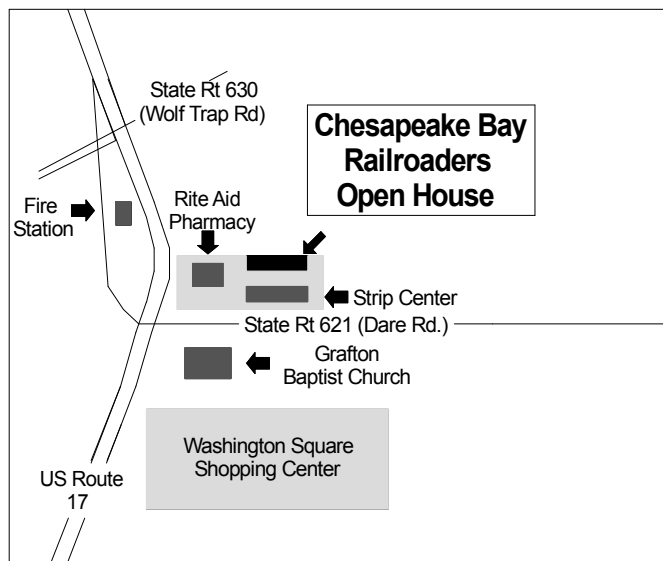 State Rt 630
(Wolf Trap Rd)
Chesapeake Bay
Railroaders
Open House
Fire
Station
Rite Aid
Pharmacy
Strip Center
State Rt 621 (Dare Rd.)
Grafton
Baptist Church
Washington Square
Shopping Center
US Route
17